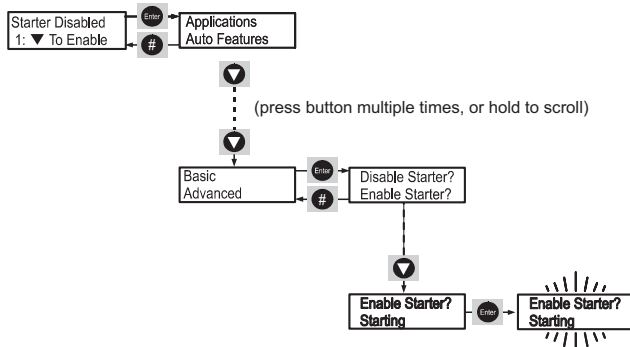 Starter Disabled
1: ▼ To Enable
Enter
#
Applications
Auto Features
(press button multiple times, or hold to scroll)
Basic
Advanced
Enter
#
Disable Starter?
Enable Starter?
Enable Starter?
Starting
Enter
Enable Starter?
Starting